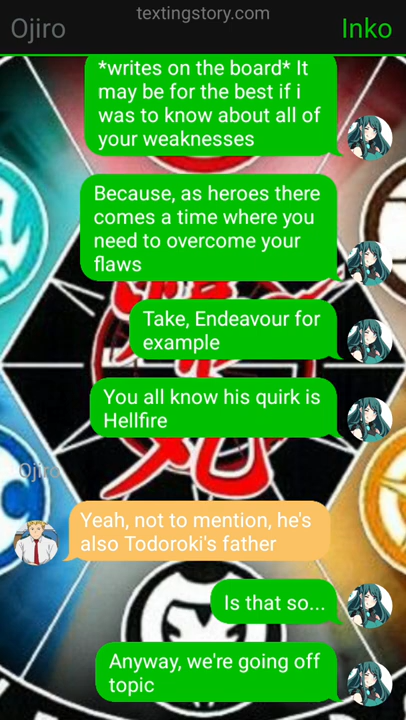 textingstory.com
Ojiro
Inko
*writes on the board* It
may be for the best if i
was to know about all of
your weaknesses
Because, as heroes there
comes a time where you
need to overcome your
flaws
Take, Endeavour for
example
You all know his quirk is
Hellfire
Ojiro
Yeah, not to mention, he's
also Todoroki's father
Is that so...
Anyway, we're going off
topic